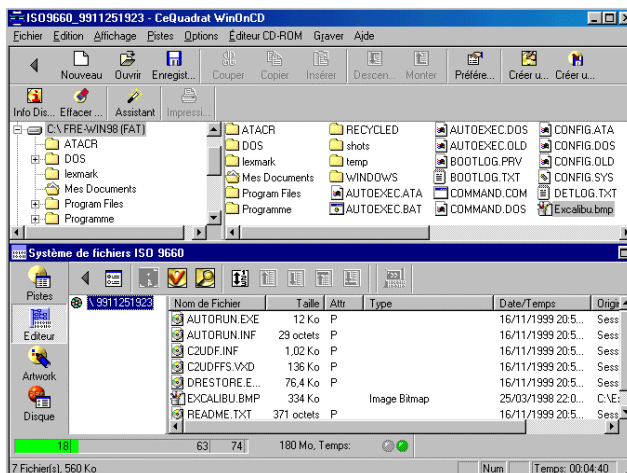 ISO9660_9911251923 - CeQuadrat WinOnCD
Fichier Edition Affichage Pistes Options Éditeur CD-ROM Graver Aide
Nouveau Ouvrir Enregist... Couper Copier Insérer Descen... Monter Préfére... Créer u... Créer u...
Info Dis... Effacer ... Assistant Impressi...
C:\ FRE-WIN98 (FAT)
ATACR
DOS
lexmark
Mes Documents
Program Files
Programme
ATACR RECYCLED AUTOEXEC.DOS CONFIG.ATA
DOS shots AUTOEXEC.OLD CONFIG.DOS
lexmark temp BOOTLOG.PRV CONFIG.OLD
Mes Documents WINDOWS BOOTLOG.TXT CONFIG.SYS
Program Files AUTOEXEC.ATA COMMAND.COM DETLOG.TXT
Programme AUTOEXEC.BAT COMMAND.DOS Excalibu.bmp
Système de fichiers ISO 9660
Pistes
Editeur
Artwork
Disque
\ 9911251923
Nom de Fichier Taille Attr Type Date/Temps Origi
AUTORUN.EXE 12 Ko P 16/11/1999 20:5... Sess
AUTORUN.INF 29 octets P 16/11/1999 20:5... Sess
C2UDF.INF 1,02 Ko P 16/11/1999 20:5... Sess
C2UDFFS.VXD 136 Ko P 16/11/1999 20:5... Sess
DRESTORE.E... 76,4 Ko P 16/11/1999 20:5... Sess
EXCALIBU.BMP 334 Ko Image Bitmap 25/03/1998 22:0... C:\E:
README.TXT 371 octets P 16/11/1999 20:5... Sess
18 63 74 180 Mo, Temps:
7 Fichier(s), 560 Ko Num Temps: 00:04:40